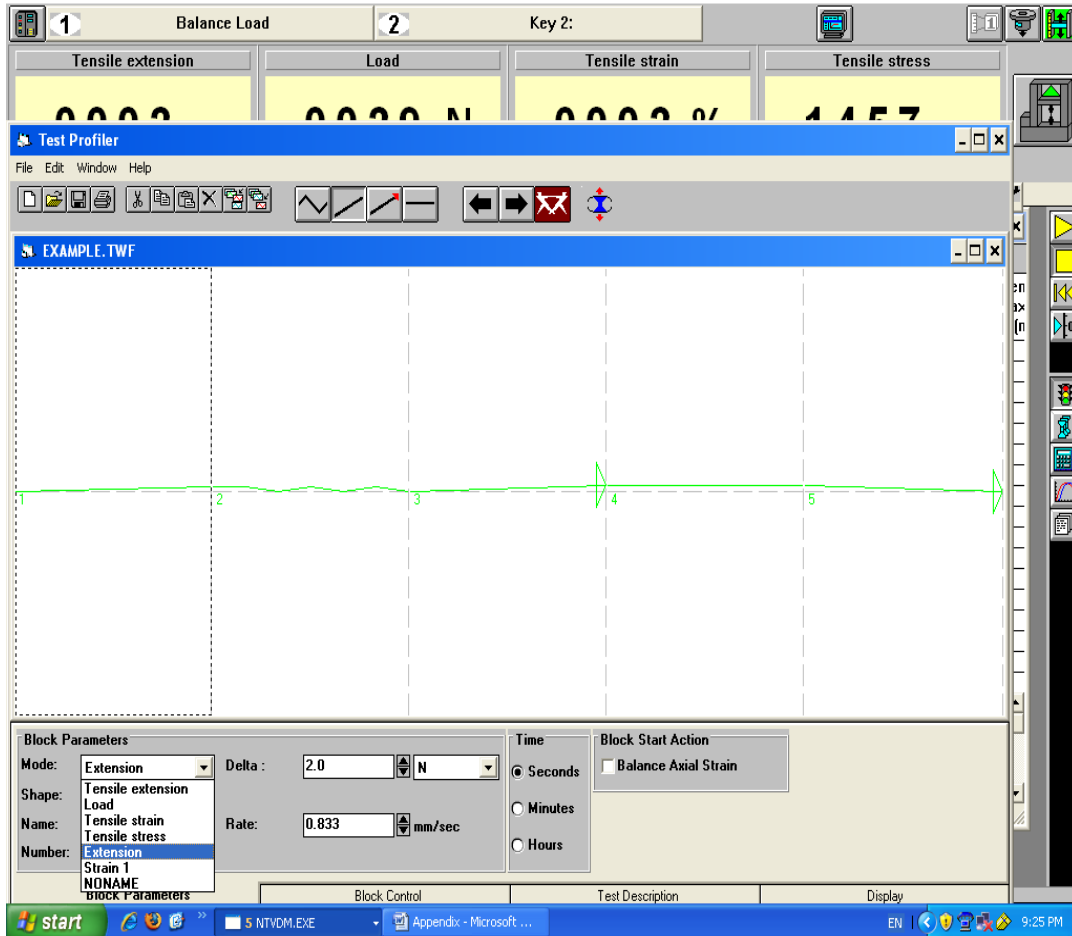 1 Balance Load 2 Key 2: 1
Tensile extension Load Tensile strain Tensile stress
Test Profiler
File Edit Window Help
EXAMPLE.TWF
1 2 3 4 5
Block Parameters
Mode: Extension Delta : 2.0 N
Tensile extension
Load
Tensile strain
Tensile stress
Extension
Strain 1
NONAME
Shape:
Name: Rate: 0.833 mm/sec
Number:
Time
Seconds
Minutes
Hours
Block Start Action
Balance Axial Strain
Block Parameters Block Control Test Description Display
start 5 NTVDM.EXE Appendix - Microsoft ... EN 9:25 PM